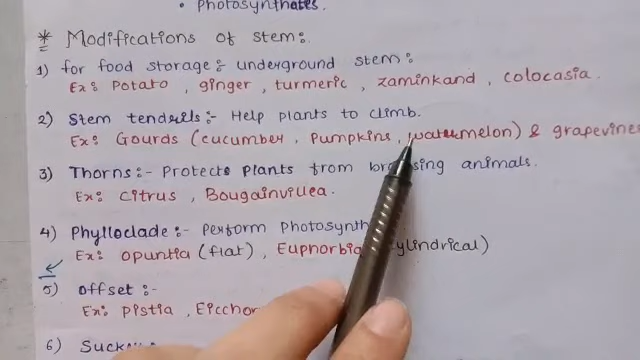 • Photosynthates.
* Modifications of stem:.
1) for food storage:- underground stem:
Ex: Potato, ginger, turmeric, zaminkand, colocasia.
2) Stem tendrils:- Help plants to climb.
Ex: Gourds (cucumber, Pumpkins, watermelon) & grapevines
3) Thorns:- Protects Plants from browsing animals.
Ex: Citrus, Bougainvillea.
4) Phylloclade:- Perform Photosynth
Ex: Opuntia (flat), Euphorbia cylindrical)
5) offset:-
Ex: Pistia, Eicchor
6)